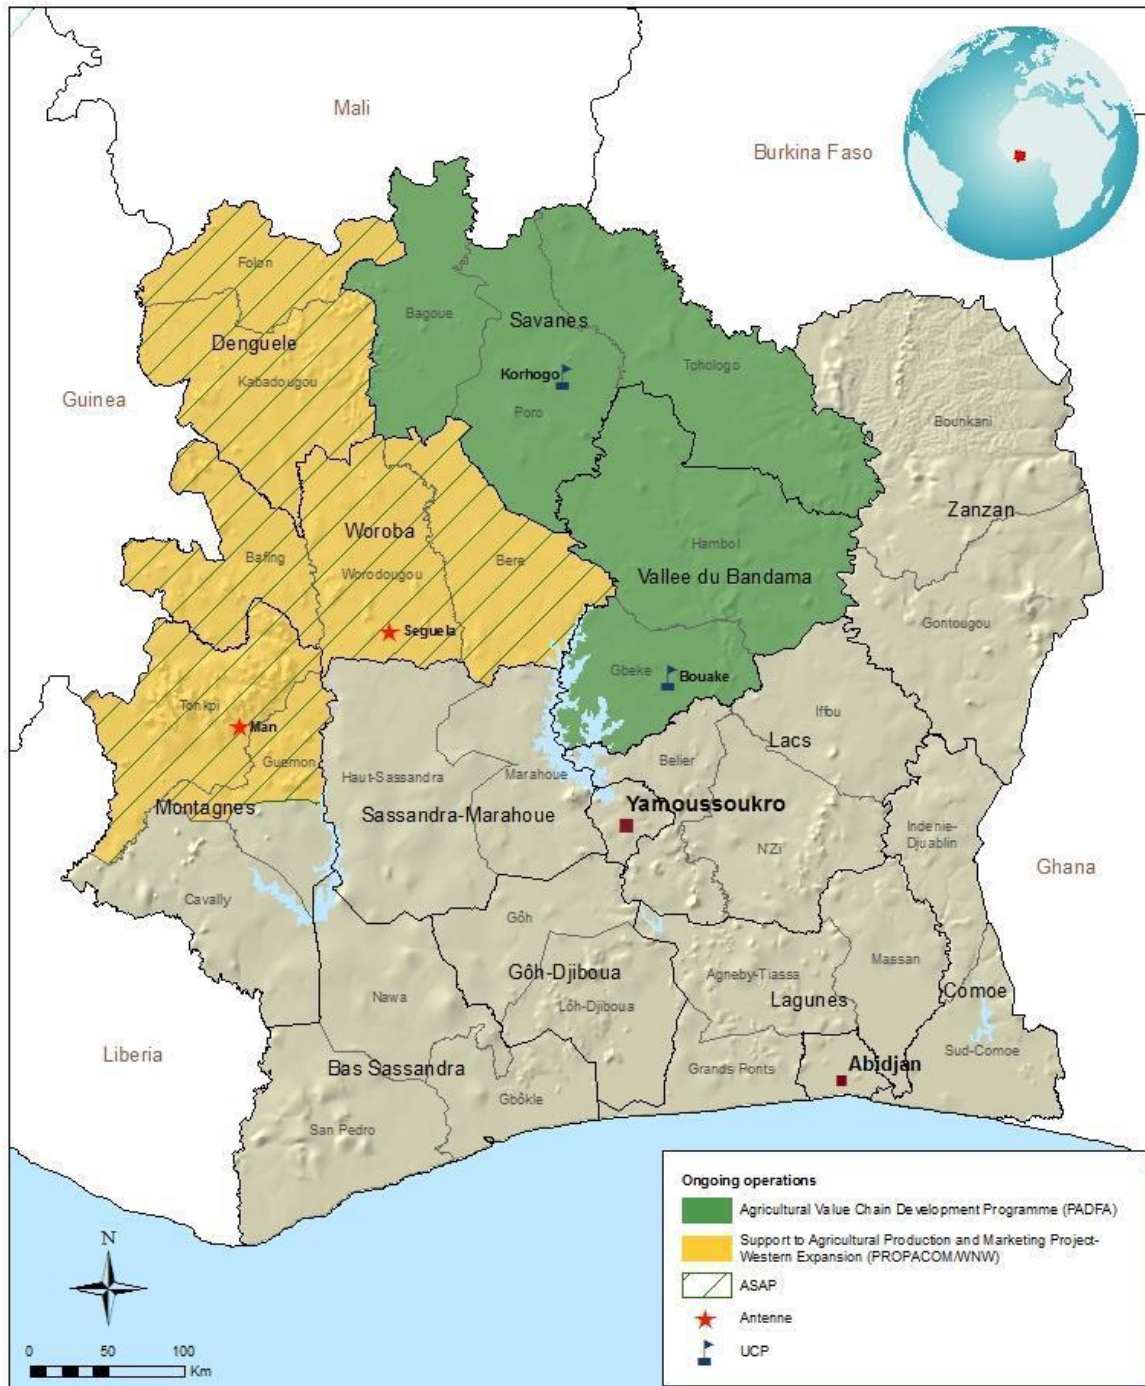 Mali
Burkina Faso
Folon
Bagoue
Savanes
Denguele
Tchologo
Korhogo
Kabadougou
Guinea
Poro
Bounkani
Zanzan
Woroba
Hambol
Bafing
Bere
Worodougou
Vallee du Bandama
Gontougou
Seguela
Gbeke
Bouake
Tonkpi
Iffou
Man
Lacs
Guemon
Belier
Haut-Sassandra
Marahoue
Montagnes
Yamoussoukro
Sassandra-Marahoue
Indenie-
Djuablin
N'Zi
Ghana
Cavally
Gôh
Massan
Gôh-Djiboua
Agneby-Tiassa
Nawa
Lôh-Djiboua
Lagunes
Cómoe
Liberia
Sud-Comoe
Bas Sassandra
Grands Ponts
Abidjan
Gbôkle
San Pedro
Ongoing operations
Agricultural Value Chain Development Programme (PADFA)
Support to Agricultural Production and Marketing Project-
Western Expansion (PROPACOM/WNW)
ASAP
Antenne
UCP
N
0 50 100
Km